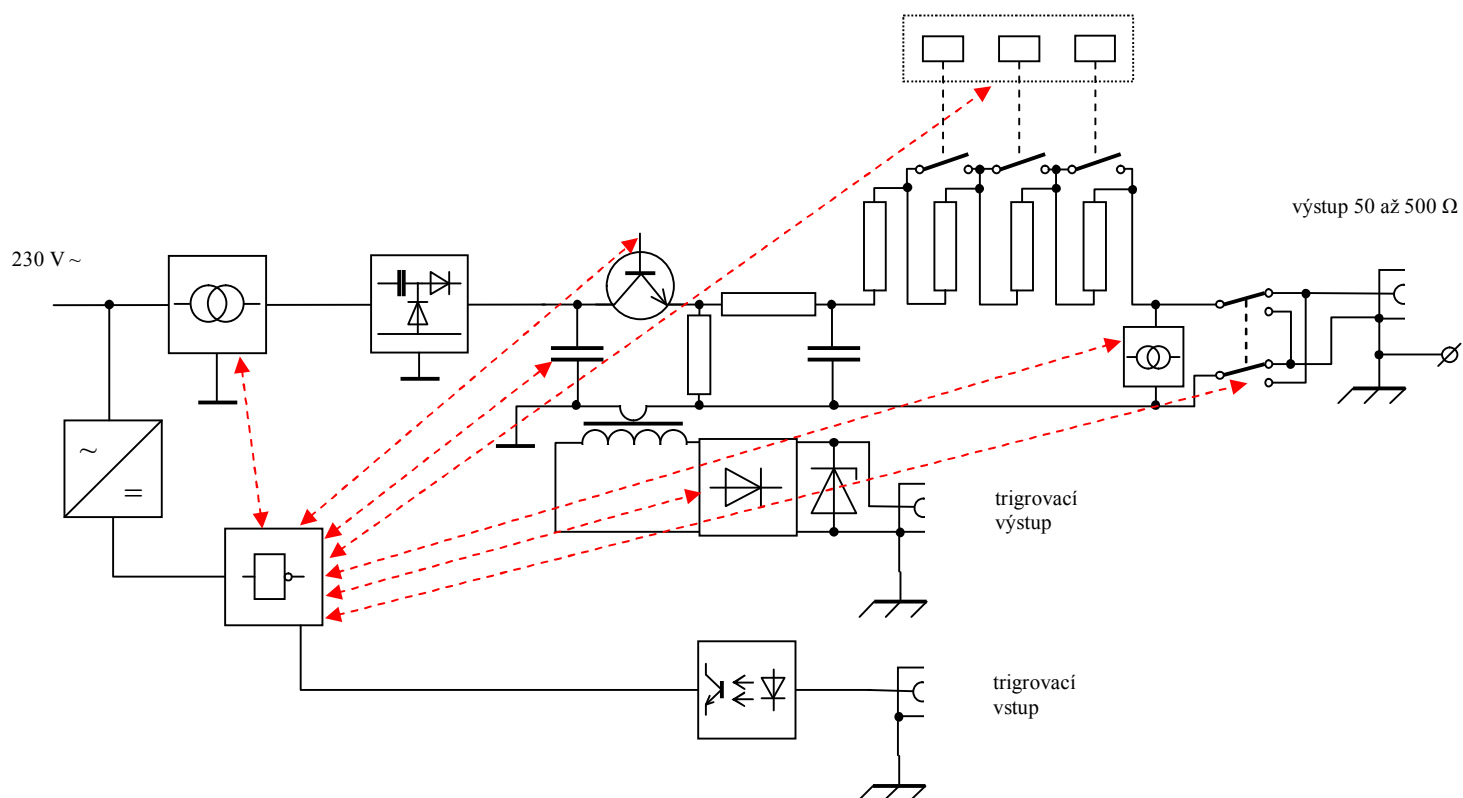 výstup 50 až 500 Ω
230 V ~
~
=
trigrovací
výstup
trigrovací
vstup